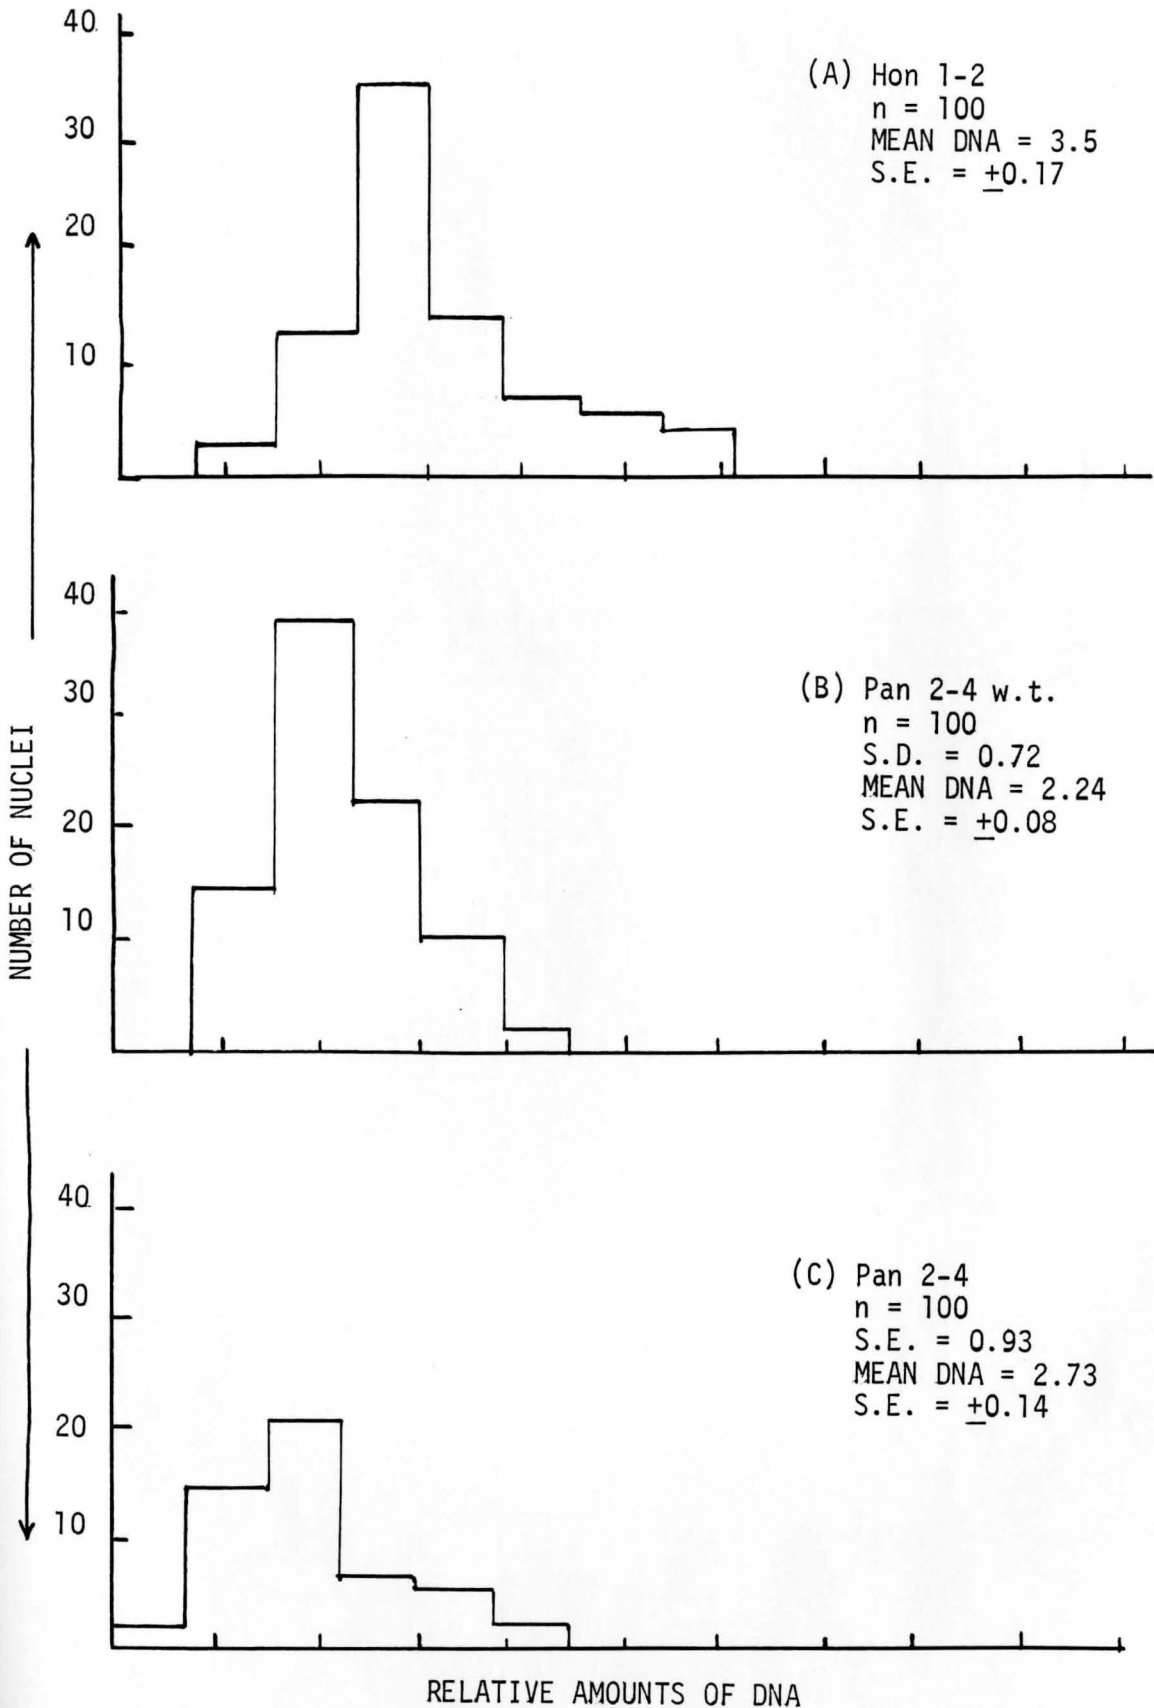 40
30
20
10
(A) Hon 1-2
n = 100
MEAN DNA = 3.5
S.E. = ±0.17
NUMBER OF NUCLEI
40
30
20
10
(B) Pan 2-4 w.t.
n = 100
S.D. = 0.72
MEAN DNA = 2.24
S.E. = ±0.08
40
30
20
10
(C) Pan 2-4
n = 100
S.E. = 0.93
MEAN DNA = 2.73
S.E. = ±0.14
RELATIVE AMOUNTS OF DNA